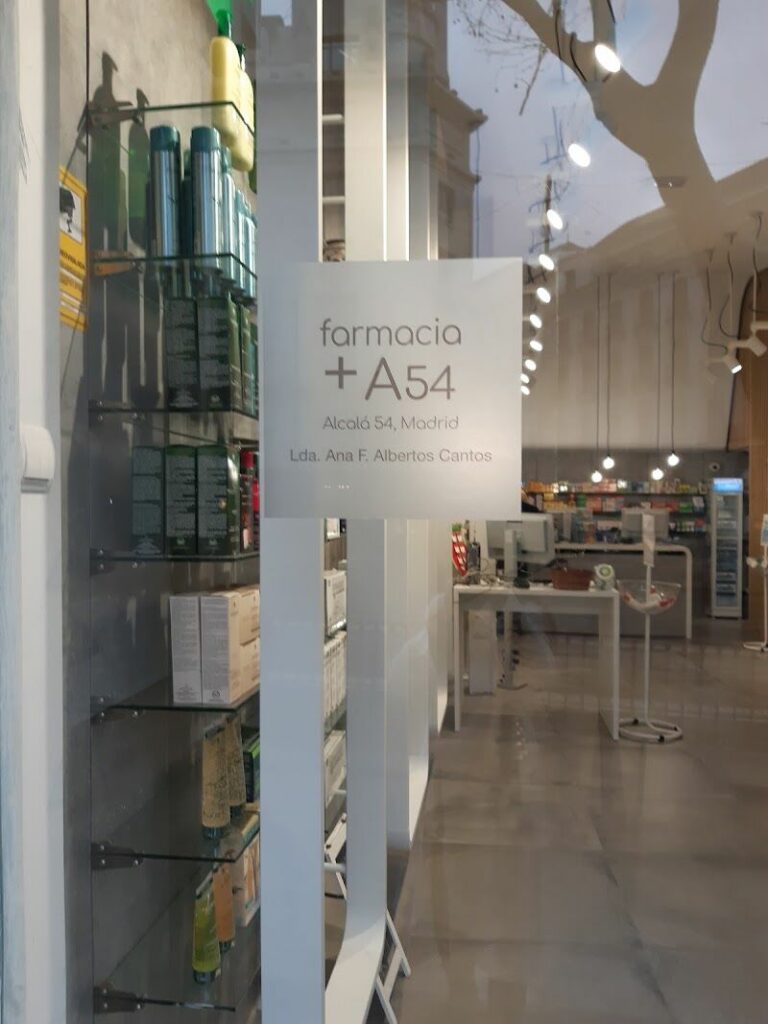 farmacia
+A54
Alcalá 54, Madrid
Lda. Ana F. Albertos Cantos